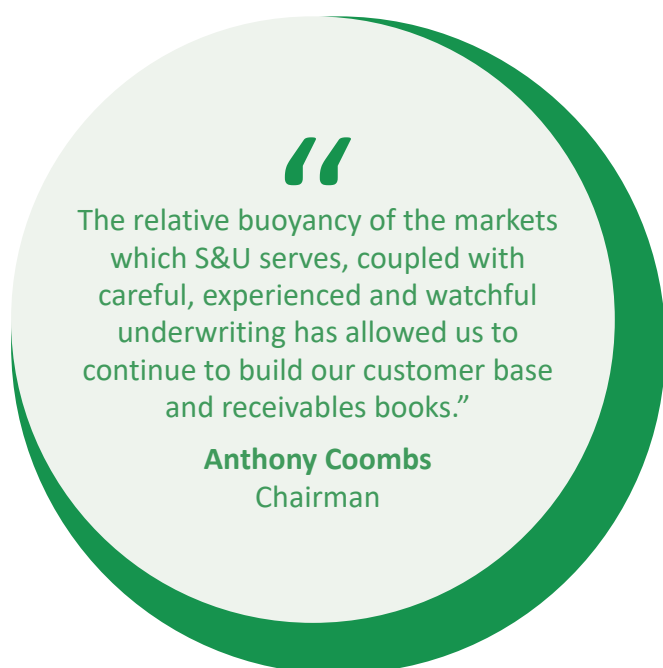 “
The relative buoyancy of the markets
which S&U serves, coupled with
careful, experienced and watchful
underwriting has allowed us to
continue to build our customer base
and receivables books.”
Anthony Coombs
Chairman